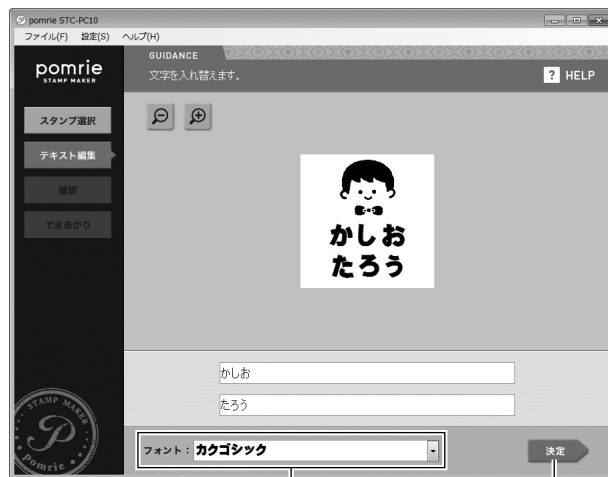 pomrie STC-PC10
ファイル(F) 設定(S) ヘルプ(H)
pomrie
STAMP MAKER
GUIDANCE
文字を入れ替えます。
? HELP
スタンプ選択
テキスト編集
確認
できあがり
かしお
たろう
かしお
たろう
フォント：カクゴシック
決定
STAMP MAKER
P
Pomrie